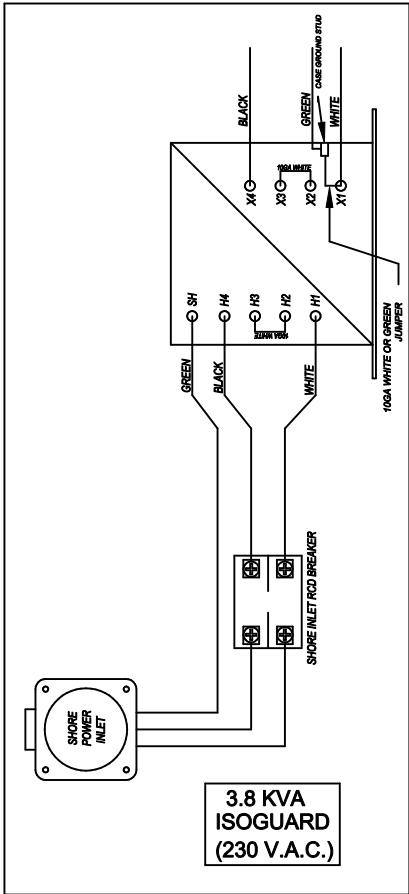 BLACK
GREEN
CASE GROUND STUD
WHITE
X4
X3
10GA WHITE
X2
X1
SH
H4
H3
10GA WHITE
H2
H1
GREEN
BLACK
WHITE
10GA WHITE OR GREEN
JUMPER
SHORE INLET RCD BREAKER
SHORE
POWER
INLET
3.8 KVA
ISOGUARD
(230 V.A.C.)